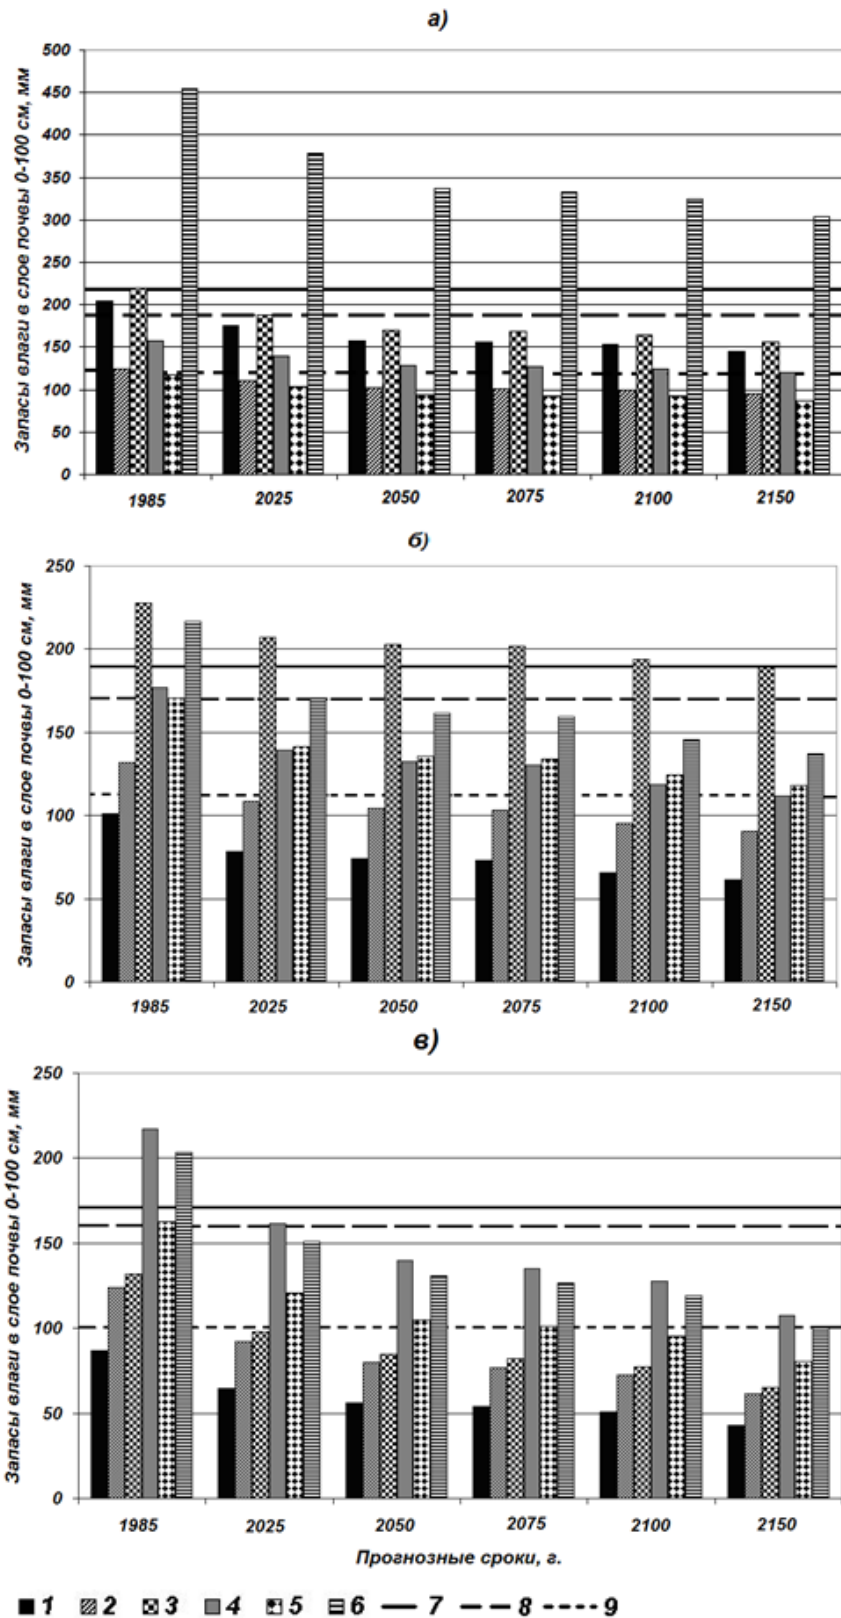 а)
Запасы влаги в слое почвы 0-100 см, мм
500
450
400
350
300
250
200
150
100
50
0
1985 2025 2050 2075 2100 2150
б)
Запасы влаги в слое почвы 0-100 см, мм
250
200
150
100
50
0
1985 2025 2050 2075 2100 2150
в)
Запасы влаги в слое почвы 0-100 см, мм
250
200
150
100
50
0
1985 2025 2050 2075 2100 2150
Прогнозные сроки, г.
1 2 3 4 5 6 7 8 9